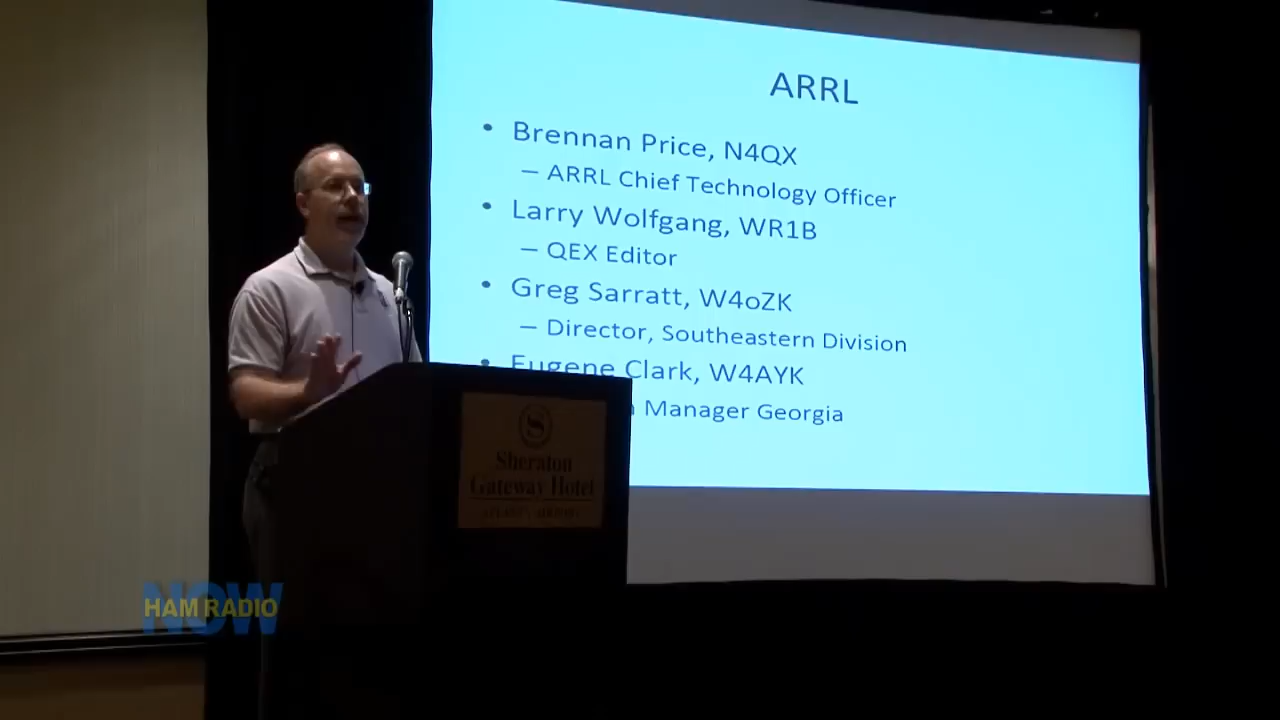 ARRL
• Brennan Price, N4QX
– ARRL Chief Technology Officer
• Larry Wolfgang, WR1B
– QEX Editor
• Greg Sarratt, W4oZK
– Director, Southeastern Division
• Eugene Clark, W4AYK
Manager Georgia
S
Sheraton
Gateway Hotel
HAM RADIO
NOW